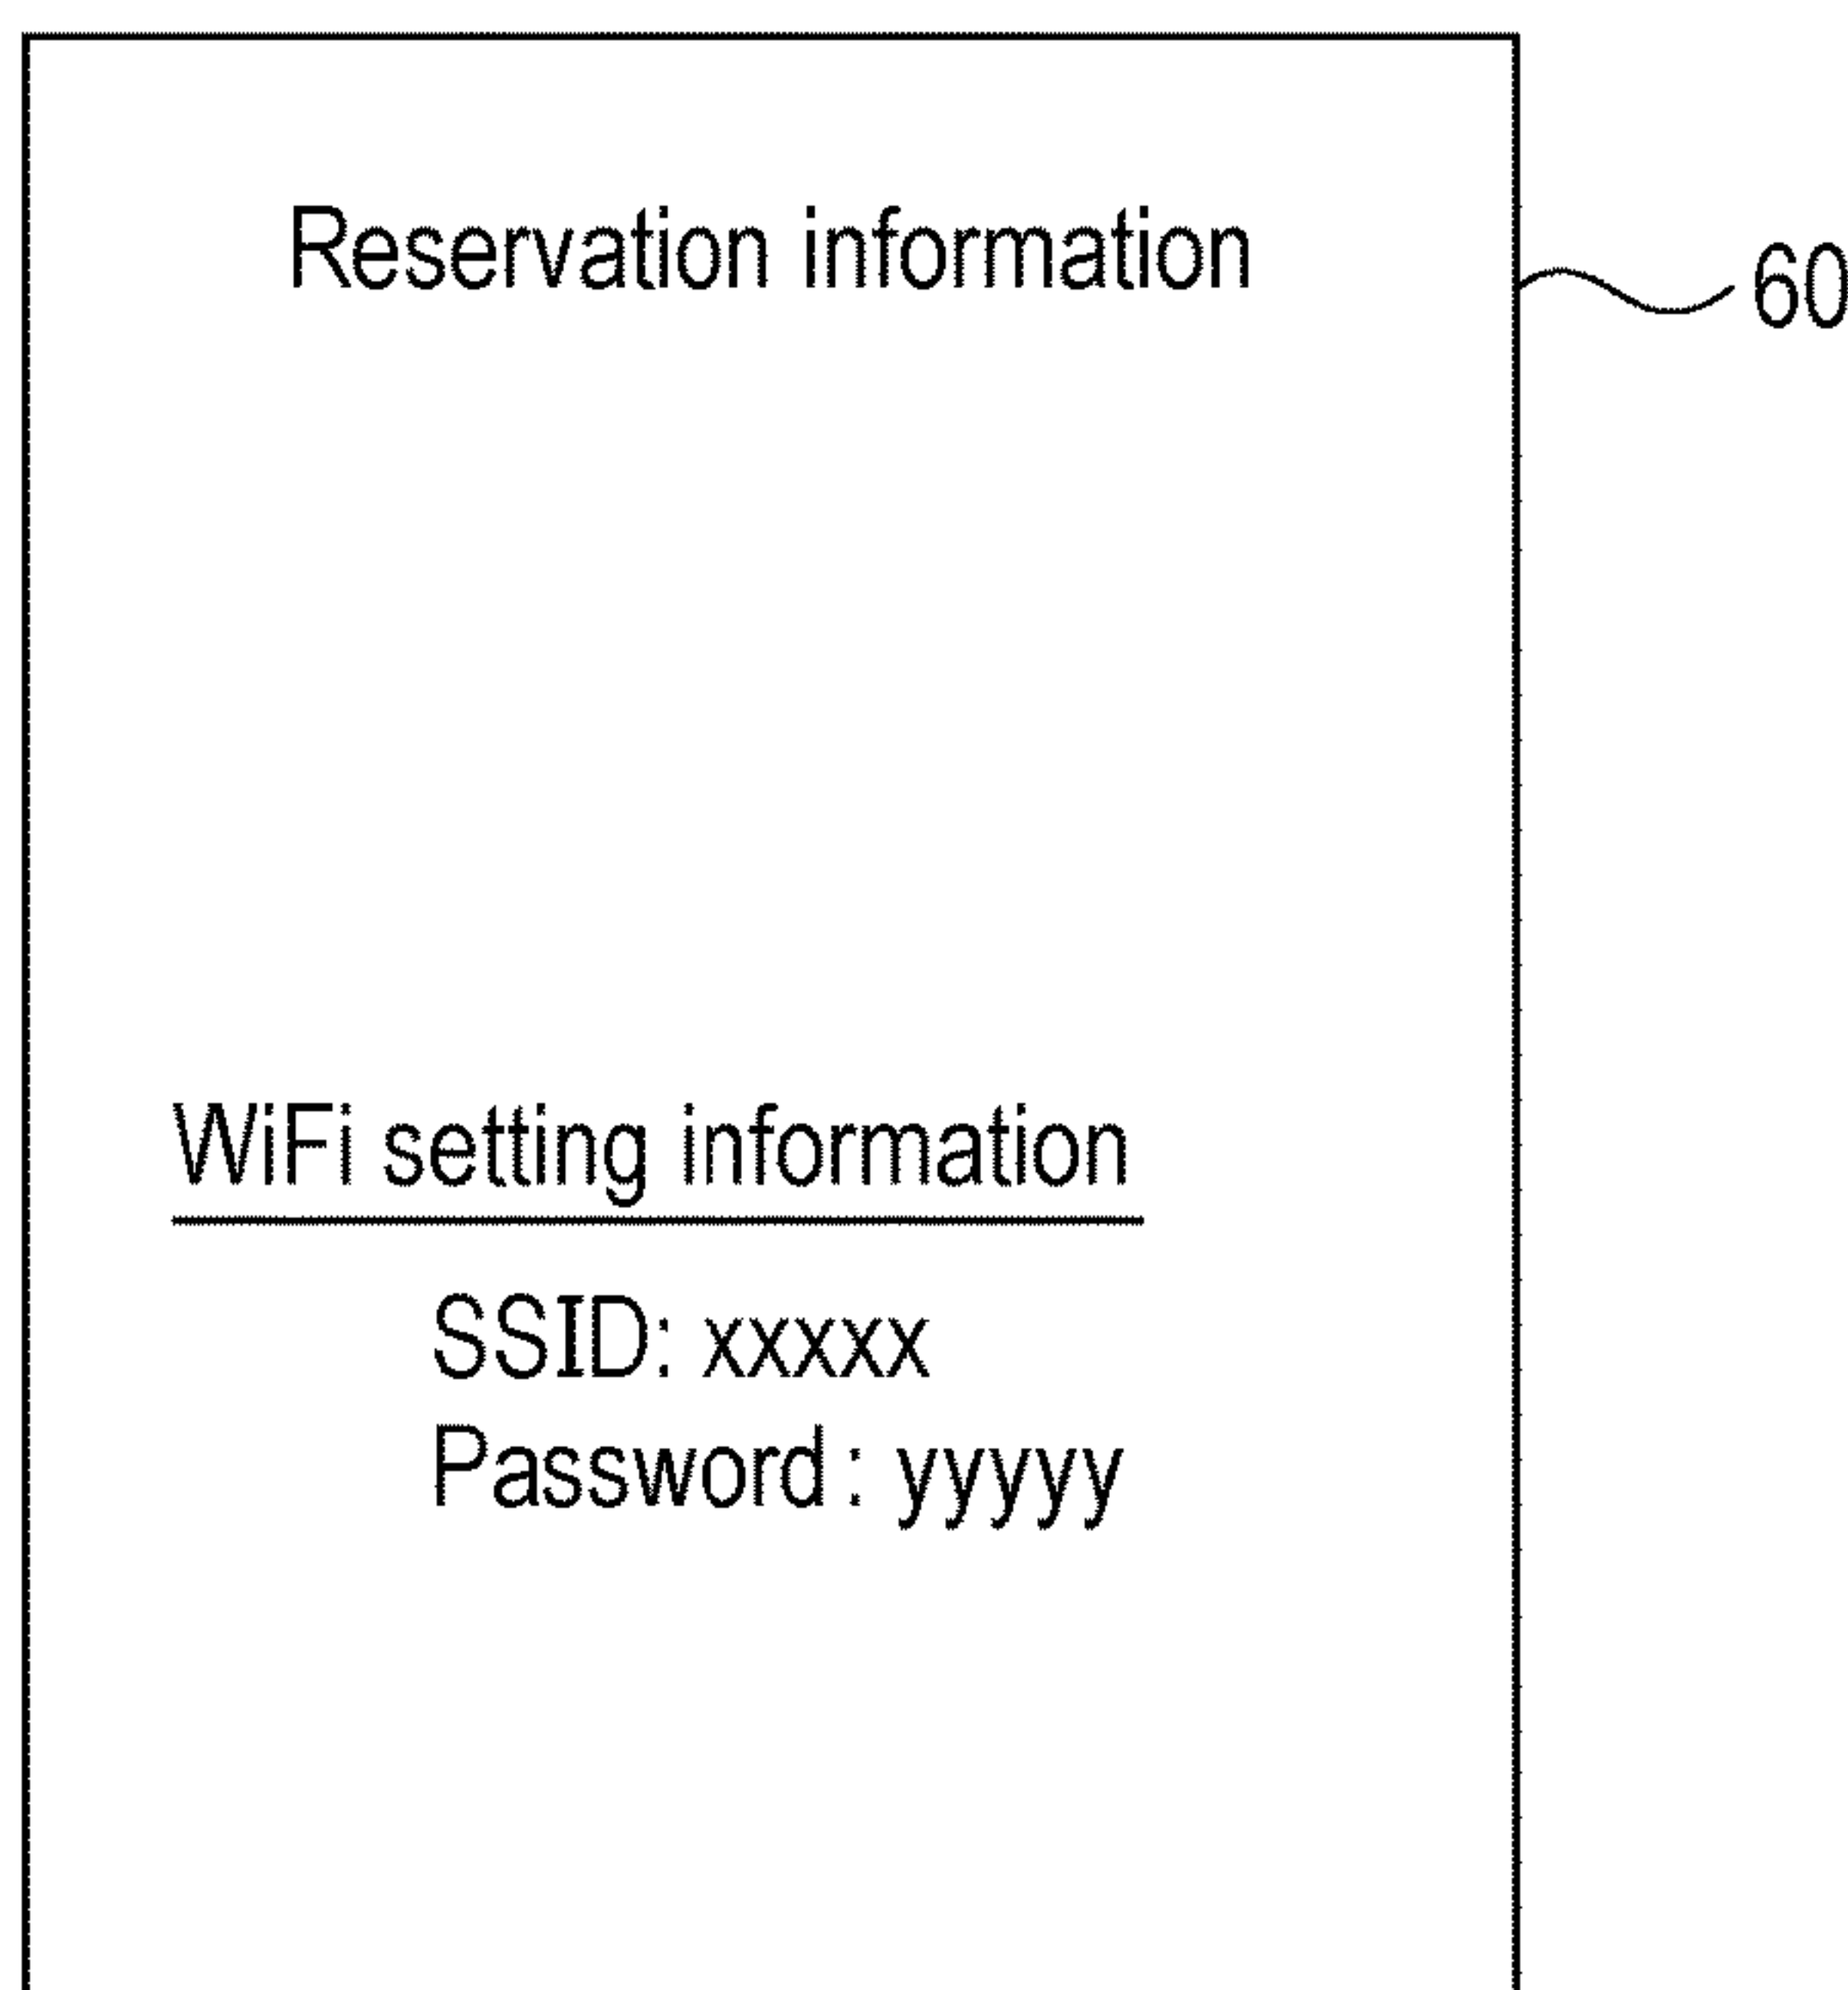 Reservation information
60
WiFi setting information
SSID: xxxxx
Password : yyyyy